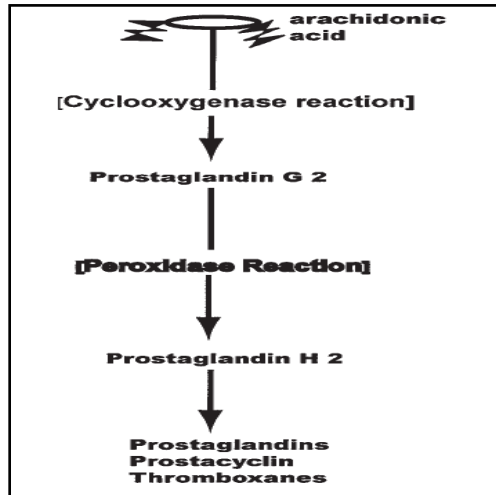 arachidonic
acid
[Cyclooxygenase reaction]
Prostaglandin G 2
[Peroxidase Reaction]
Prostaglandin H 2
Prostaglandins
Prostacyclin
Thromboxanes